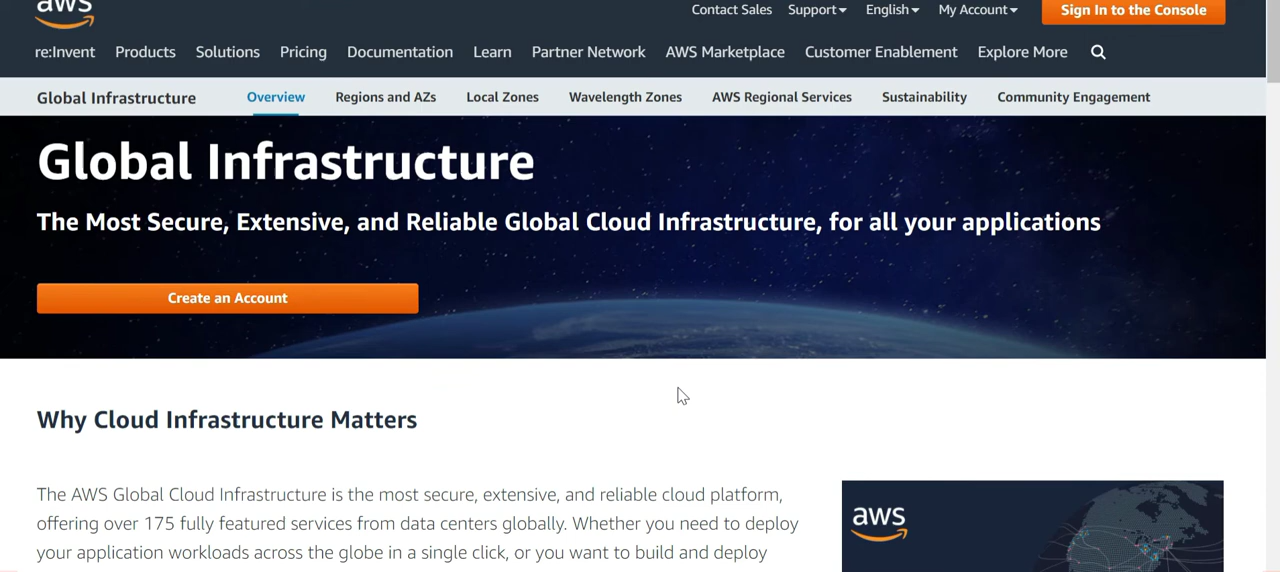 aws
Contact Sales Support English My Account Sign In to the Console
re:Invent Products Solutions Pricing Documentation Learn Partner Network AWS Marketplace Customer Enablement Explore More
Global Infrastructure Overview Regions and AZs Local Zones Wavelength Zones AWS Regional Services Sustainability Community Engagement
Global Infrastructure
The Most Secure, Extensive, and Reliable Global Cloud Infrastructure, for all your applications
Create an Account
Why Cloud Infrastructure Matters
The AWS Global Cloud Infrastructure is the most secure, extensive, and reliable cloud platform,
offering over 175 fully featured services from data centers globally. Whether you need to deploy
your application workloads across the globe in a single click, or you want to build and deploy
aws